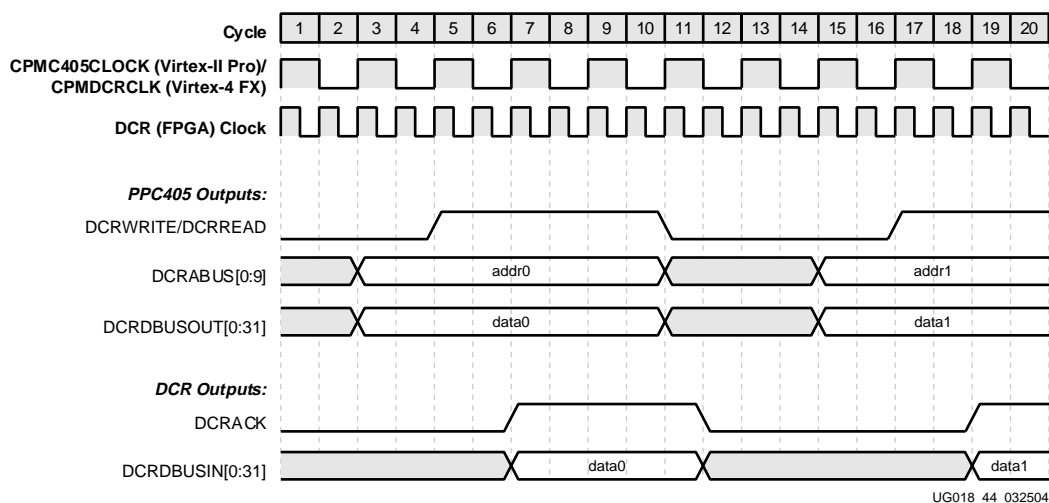 Cycle 1 2 3 4 5 6 7 8 9 10 11 12 13 14 15 16 17 18 19 20
CPMC405CLOCK (Virtex-II Pro)/
CPMDCRCLK (Virtex-4 FX)
DCR (FPGA) Clock
PPC405 Outputs:
DCRWRITE/DCRREAD
DCRABUS[0:9] addr0 addr1
DCRDBUSOUT[0:31] data0 data1
DCR Outputs:
DCRACK
DCRDBUSIN[0:31] data0 data1
UG018_44_032504